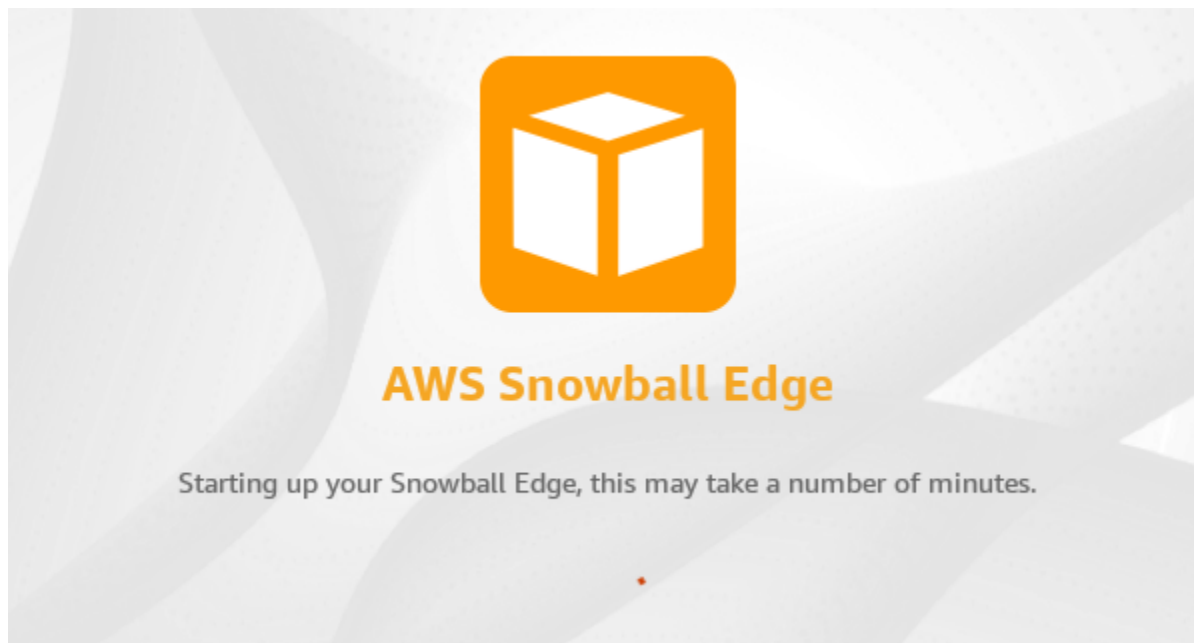 AWS Snowball Edge
Starting up your Snowball Edge, this may take a number of minutes.